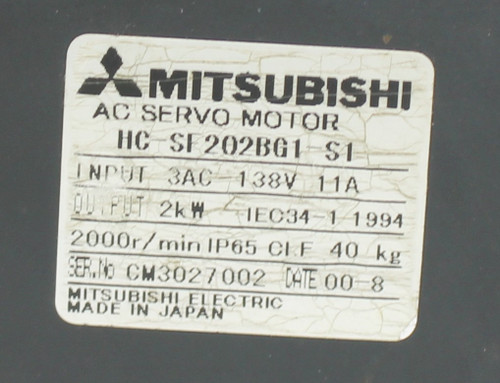 MITSUBISHI
AC SERVO MOTOR
HC-SF202BG1-S1
INPUT 3AC 138V 11A
OUTPUT 2kW IEC34-1 1994
2000r/min IP65 Cl.F 40 kg
SER.No CM3027002 DATE 00-8
MITSUBISHI ELECTRIC
MADE IN JAPAN